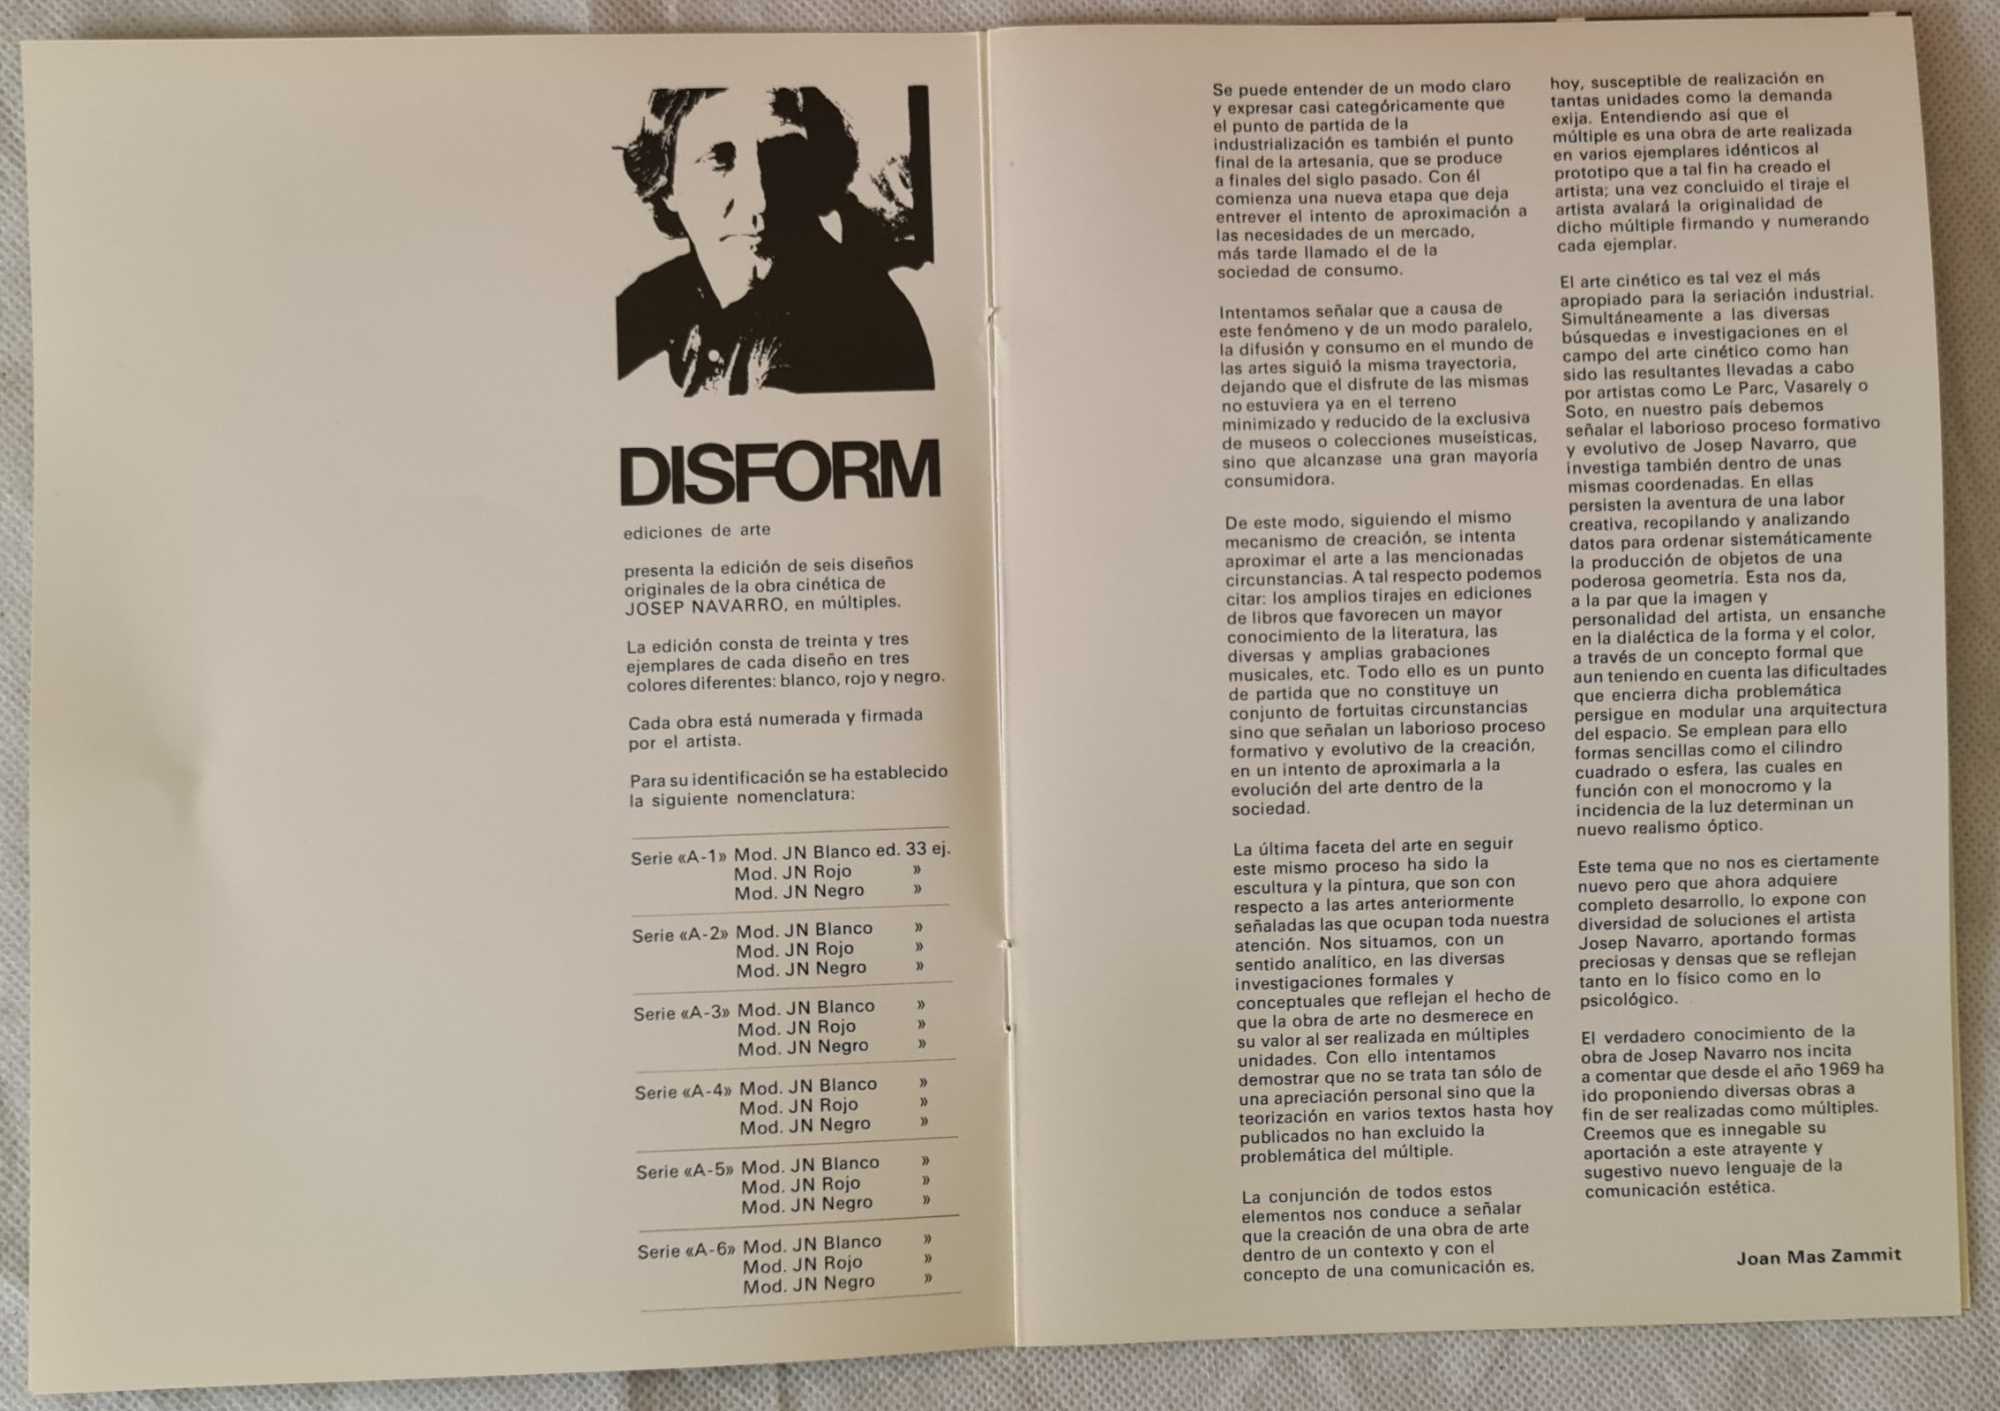 DISFORM
ediciones de arte
presenta la edición de seis diseños
originales de la obra cinética de
JOSEP NAVARRO, en múltiples.
La edición consta de treinta y tres
ejemplares de cada diseño en tres
colores diferentes: blanco, rojo y negro.
Cada obra está numerada y firmada
por el artista.
Para su identificación se ha establecido
la siguiente nomenclatura:
Serie «A-1» Mod. JN Blanco ed. 33 ej.
Mod. JN Rojo »
Mod. JN Negro »
Serie «A-2» Mod. JN Blanco »
Mod. JN Rojo »
Mod. JN Negro »
Serie «A-3» Mod. JN Blanco »
Mod. JN Rojo »
Mod. JN Negro »
Serie «A-4» Mod. JN Blanco »
Mod. JN Rojo »
Mod. JN Negro »
Serie «A-5» Mod. JN Blanco »
Mod. JN Rojo »
Mod. JN Negro »
Serie «A-6» Mod. JN Blanco »
Mod. JN Rojo »
Mod. JN Negro »
Se puede entender de un modo claro
y expresar casi categóricamente que
el punto de partida de la
industrialización es también el punto
final de la artesanía, que se produce
a finales del siglo pasado. Con él
comienza una nueva etapa que deja
entrever el intento de aproximación a
las necesidades de un mercado,
más tarde llamado el de la
sociedad de consumo.
Intentamos señalar que a causa de
este fenómeno y de un modo paralelo,
la difusión y consumo en el mundo de
las artes siguió la misma trayectoria,
dejando que el disfrute de las mismas
no estuviera ya en el terreno
minimizado y reducido de la exclusiva
de museos o colecciones museísticas,
sino que alcanzase una gran mayoría
consumidora.
De este modo, siguiendo el mismo
mecanismo de creación, se intenta
aproximar el arte a las mencionadas
circunstancias. A tal respecto podemos
citar: los amplios tirajes en ediciones
de libros que favorecen un mayor
conocimiento de la literatura, las
diversas y amplias grabaciones
musicales, etc. Todo ello es un punto
de partida que no constituye un
conjunto de fortuitas circunstancias
sino que señalan un laborioso proceso
formativo y evolutivo de la creación,
en un intento de aproximarla a la
evolución del arte dentro de la
sociedad.
La última faceta del arte en seguir
este mismo proceso ha sido la
escultura y la pintura, que son con
respecto a las artes anteriormente
señaladas las que ocupan toda nuestra
atención. Nos situamos, con un
sentido analítico, en las diversas
investigaciones formales y
conceptuales que reflejan el hecho de
que la obra de arte no desmerece en
su valor al ser realizada en múltiples
unidades. Con ello intentamos
demostrar que no se trata tan sólo de
una apreciación personal sino que la
teorización en varios textos hasta hoy
publicados no han excluido la
problemática del múltiple.
La conjunción de todos estos
elementos nos conduce a señalar
que la creación de una obra de arte
dentro de un contexto y con el
concepto de una comunicación es,
hoy, susceptible de realización en
tantas unidades como la demanda
exija. Entendiendo así que el
múltiple es una obra de arte realizada
en varios ejemplares idénticos al
prototipo que a tal fin ha creado el
artista; una vez concluido el tiraje el
artista avalará la originalidad de
dicho múltiple firmando y numerando
cada ejemplar.
El arte cinético es tal vez el más
apropiado para la seriación industrial.
Simultáneamente a las diversas
búsquedas e investigaciones en el
campo del arte cinético como han
sido las resultantes llevadas a cabo
por artistas como Le Parc, Vasarely o
Soto, en nuestro país debemos
señalar el laborioso proceso formativo
y evolutivo de Josep Navarro, que
investiga también dentro de unas
mismas coordenadas. En ellas
persisten la aventura de una labor
creativa, recopilando y analizando
datos para ordenar sistemáticamente
la producción de objetos de una
poderosa geometría. Esta nos da,
a la par que la imagen y
personalidad del artista, un ensanche
en la dialéctica de la forma y el color,
a través de un concepto formal que
aun teniendo en cuenta las dificultades
que encierra dicha problemática
persigue en modular una arquitectura
del espacio. Se emplean para ello
formas sencillas como el cilindro
cuadrado o esfera, las cuales en
función con el monocromo y la
incidencia de la luz determinan un
nuevo realismo óptico.
Este tema que no nos es ciertamente
nuevo pero que ahora adquiere
completo desarrollo, lo expone con
diversidad de soluciones el artista
Josep Navarro, aportando formas
preciosas y densas que se reflejan
tanto en lo físico como en lo
psicológico.
El verdadero conocimiento de la
obra de Josep Navarro nos incita
a comentar que desde el año 1969 ha
ido proponiendo diversas obras a
fin de ser realizadas como múltiples.
Creemos que es innegable su
aportación a este atrayente y
sugestivo nuevo lenguaje de la
comunicación estética.
Joan Mas Zammit